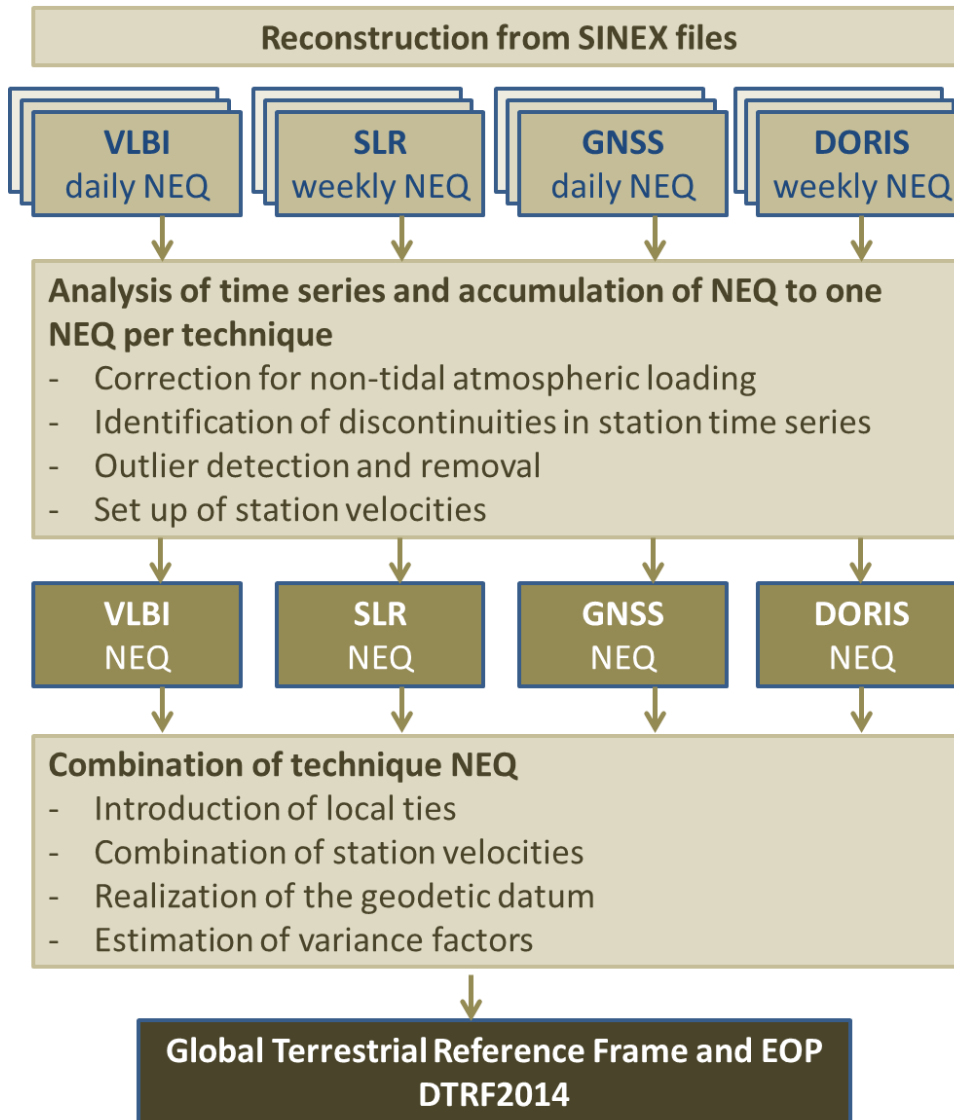 Reconstruction from SINEX files
VLBI
daily NEQ
SLR
weekly NEQ
GNSS
daily NEQ
DORIS
weekly NEQ
Analysis of time series and accumulation of NEQ to one
NEQ per technique
- Correction for non-tidal atmospheric loading
- Identification of discontinuities in station time series
- Outlier detection and removal
- Set up of station velocities
VLBI
NEQ
SLR
NEQ
GNSS
NEQ
DORIS
NEQ
Combination of technique NEQ
- Introduction of local ties
- Combination of station velocities
- Realization of the geodetic datum
- Estimation of variance factors
Global Terrestrial Reference Frame and EOP
DTRF2014